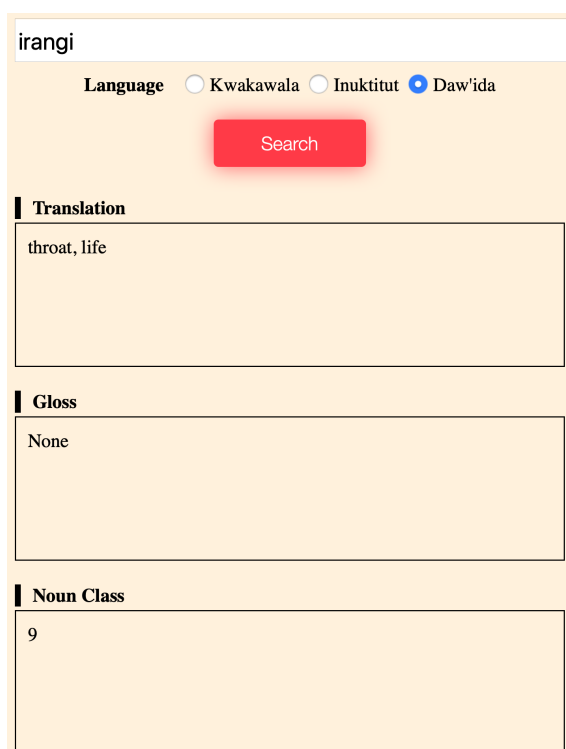 irangi
Language Kwakawala Inuktitut Daw'ida
Search
Translation
throat, life
Gloss
None
Noun Class
9